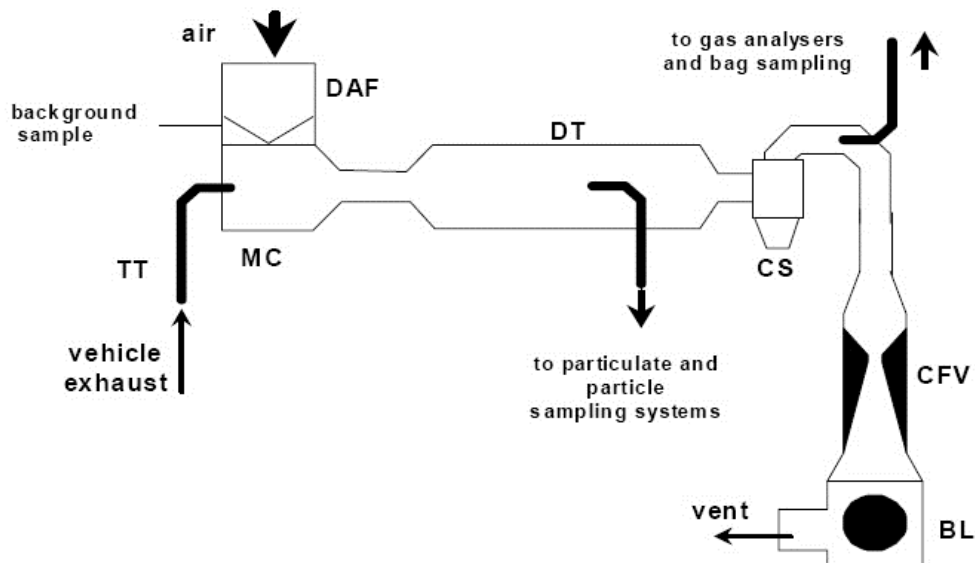 air
DAF
background
sample
to gas analysers
and bag sampling
DT
TT
MC
CS
vehicle
exhaust
to particulate and
particle
sampling systems
CFV
vent
BL